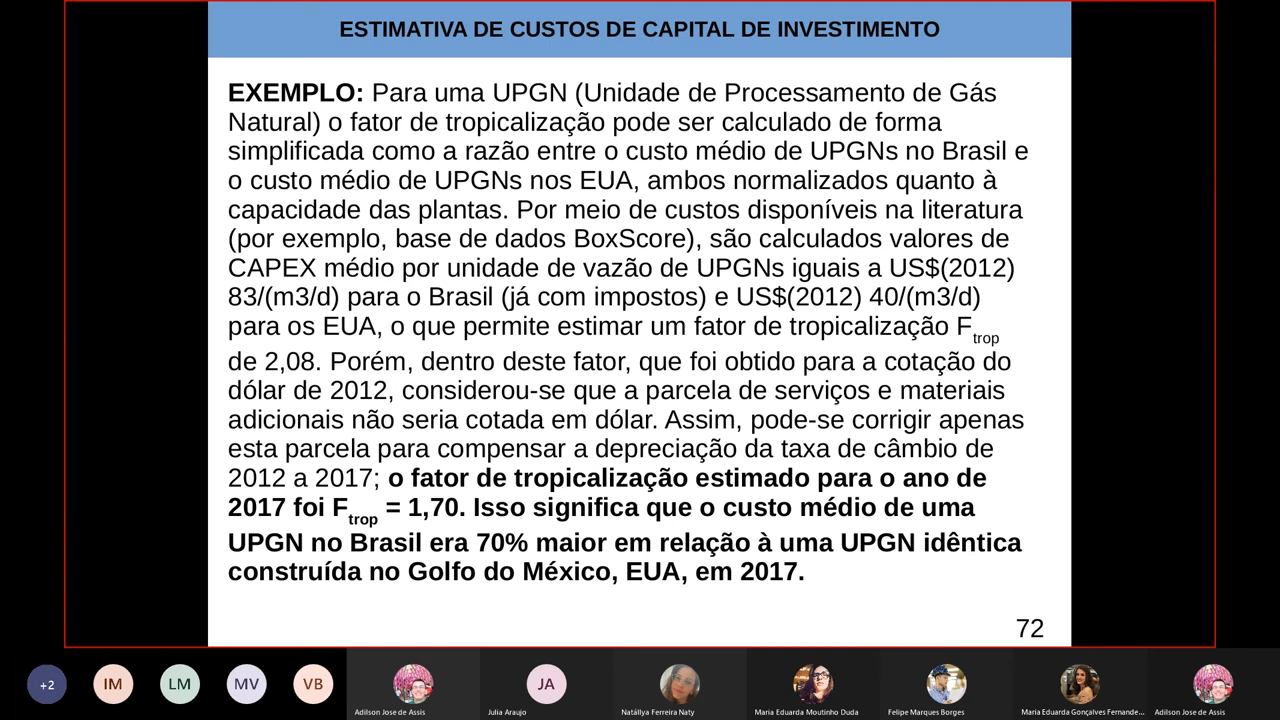 ESTIMATIVA DE CUSTOS DE CAPITAL DE INVESTIMENTO
EXEMPLO: Para uma UPGN (Unidade de Processamento de Gás
Natural) o fator de tropicalização pode ser calculado de forma
simplificada como a razão entre o custo médio de UPGNs no Brasil e
o custo médio de UPGNs nos EUA, ambos normalizados quanto à
capacidade das plantas. Por meio de custos disponíveis na literatura
(por exemplo, base de dados BoxScore), são calculados valores de
CAPEX médio por unidade de vazão de UPGNs iguais a US$(2012)
83/(m3/d) para o Brasil (já com impostos) e US$(2012) 40/(m3/d)
para os EUA, o que permite estimar um fator de tropicalização Ftrop
de 2,08. Porém, dentro deste fator, que foi obtido para a cotação do
dólar de 2012, considerou-se que a parcela de serviços e materiais
adicionais não seria cotada em dólar. Assim, pode-se corrigir apenas
esta parcela para compensar a depreciação da taxa de câmbio de
2012 a 2017; o fator de tropicalização estimado para o ano de
2017 foi Ftrop = 1,70. Isso significa que o custo médio de uma
UPGN no Brasil era 70% maior em relação à uma UPGN idêntica
construída no Golfo do México, EUA, em 2017.
72
+2 IM LM MV VB JA
Adilson Jose de Assis Julia Araujo Natállya Ferreira Naty Maria Eduarda Moutinho Duda Felipe Marques Borges Maria Eduarda Gonçalves Fernande... Adilson Jose de Assis